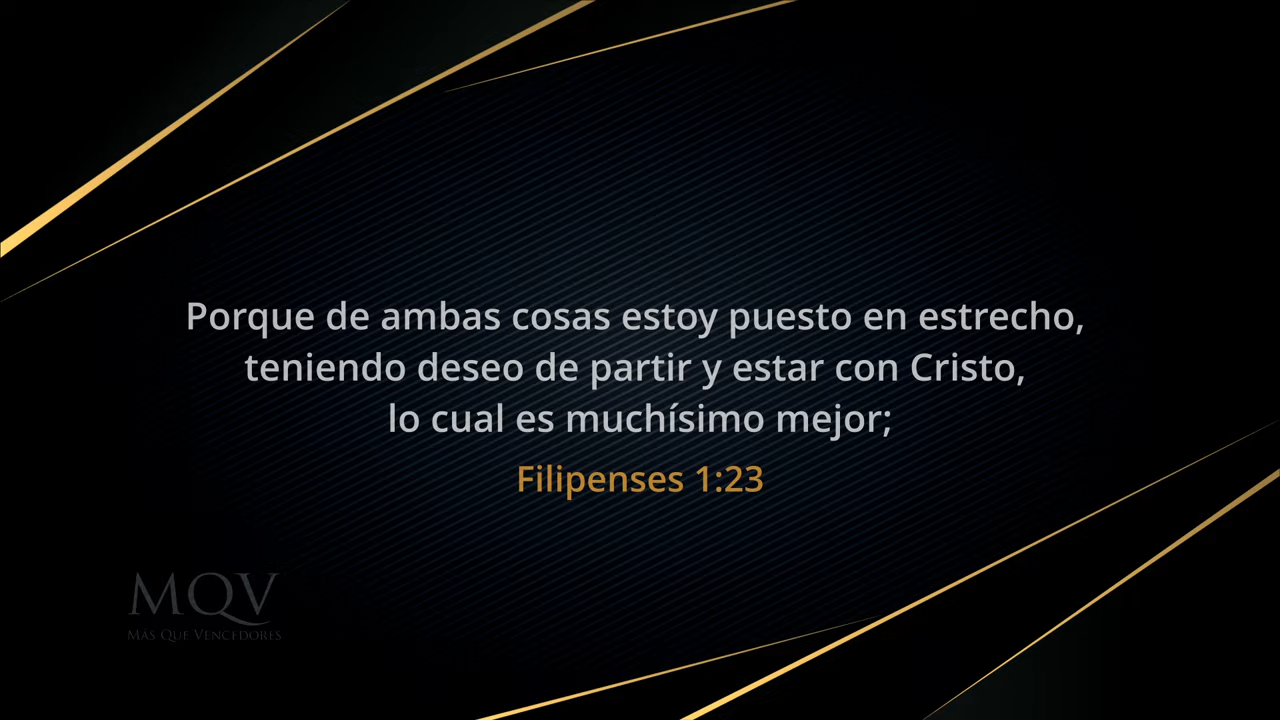 Porque de ambas cosas estoy puesto en estrecho,
teniendo deseo de partir y estar con Cristo,
lo cual es muchísimo mejor;
Filipenses 1:23
MQV
Más Que Vencedores